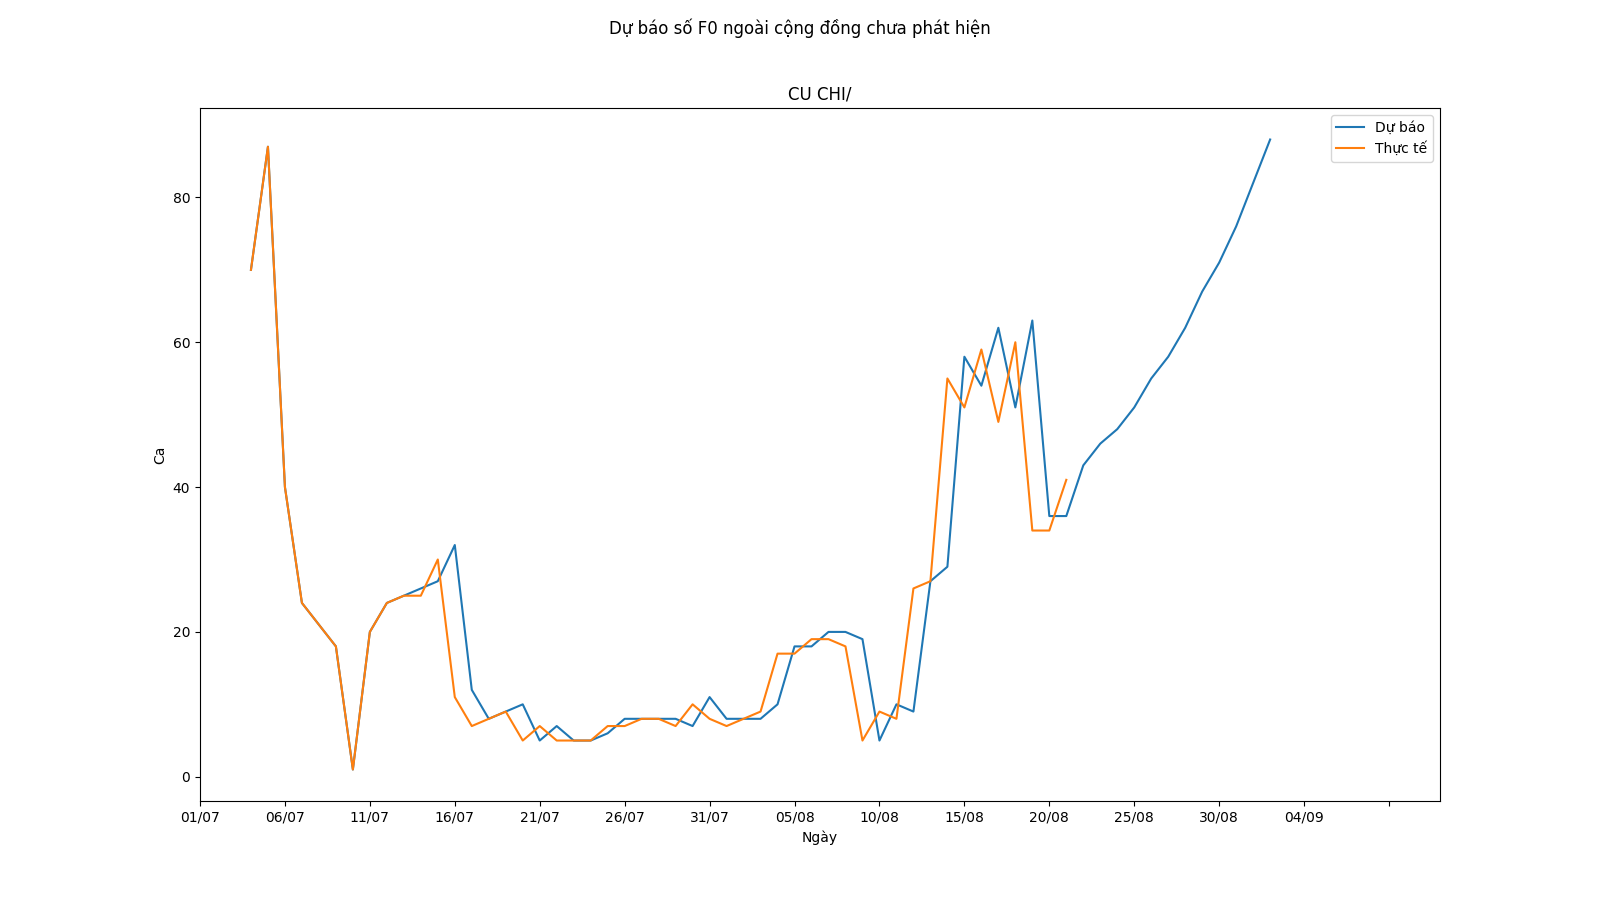 Dự báo số F0 ngoài cộng đồng chưa phát hiện
CU CHI/
Dự báo
Thực tế
80
60
40
20
0
Ca
01/07 06/07 11/07 16/07 21/07 26/07 31/07 05/08 10/08 15/08 20/08 25/08 30/08 04/09
Ngày